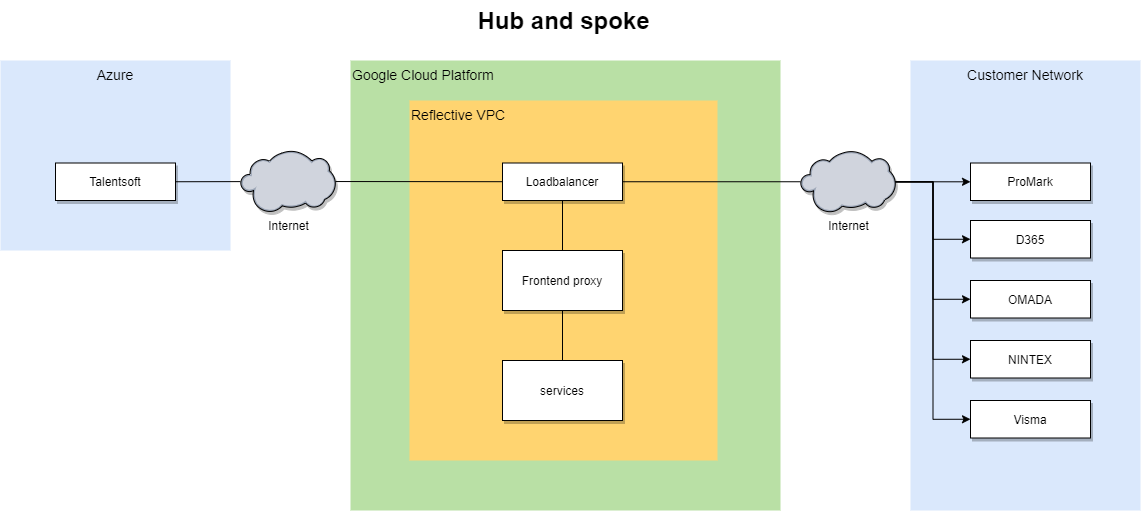 Hub and spoke
Azure
Google Cloud Platform
Customer Network
Reflective VPC
Talentsoft
Internet
Loadbalancer
Frontend proxy
services
Internet
ProMark
D365
OMADA
NINTEX
Visma